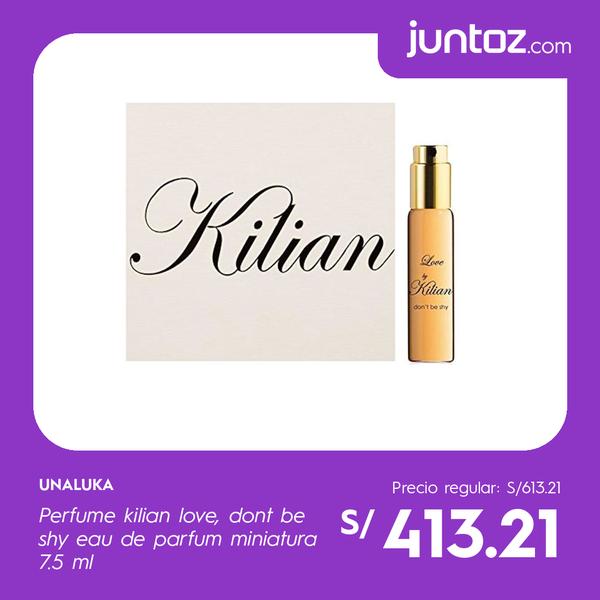 juntoz.com
Kilian
Love
by
Kilian
don't be shy
UNALUKA
Perfume kilian love, dont be
shy eau de parfum miniatura
7.5 ml
Precio regular: S/613.21
S/ 413.21